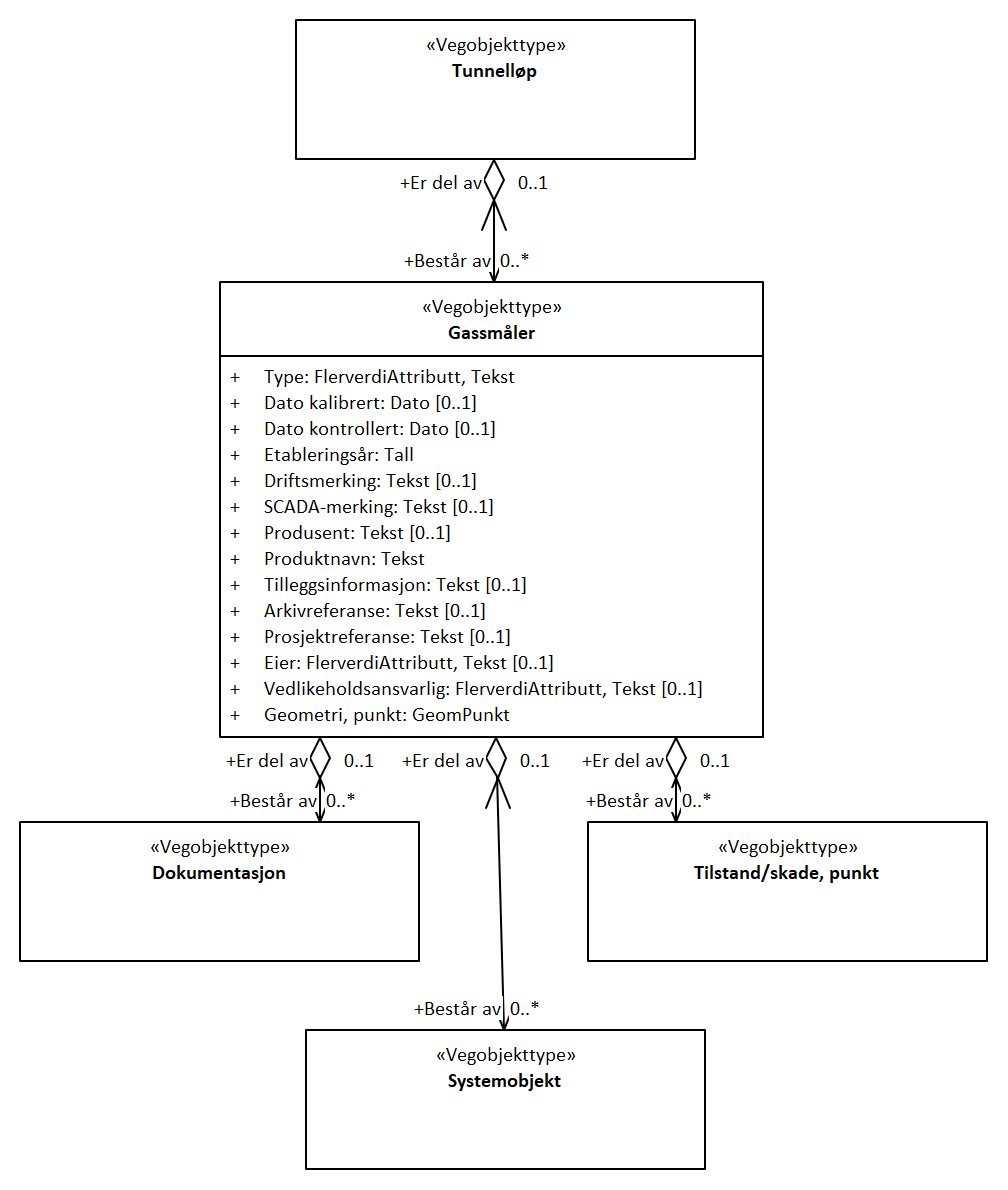 «Vegobjekttype»
Tunnelløp
+Er del av 0..1
+Består av 0..*
«Vegobjekttype»
Gassmåler
+ Type: FlerverdiAttributt, Tekst
+ Dato kalibrert: Dato [0..1]
+ Dato kontrollert: Dato [0..1]
+ Etableringsår: Tall
+ Driftsmerking: Tekst [0..1]
+ SCADA-merking: Tekst [0..1]
+ Produsent: Tekst [0..1]
+ Produktnavn: Tekst
+ Tilleggsinformasjon: Tekst [0..1]
+ Arkivreferanse: Tekst [0..1]
+ Prosjektreferanse: Tekst [0..1]
+ Eier: FlerverdiAttributt, Tekst [0..1]
+ Vedlikeholdsansvarlig: FlerverdiAttributt, Tekst [0..1]
+ Geometri, punkt: GeomPunkt
+Er del av 0..1 +Er del av 0..1 +Er del av 0..1
+Består av 0..* +Består av 0..*
«Vegobjekttype» «Vegobjekttype»
Dokumentasjon Tilstand/skade, punkt
+Består av 0..*
«Vegobjekttype»
Systemobjekt